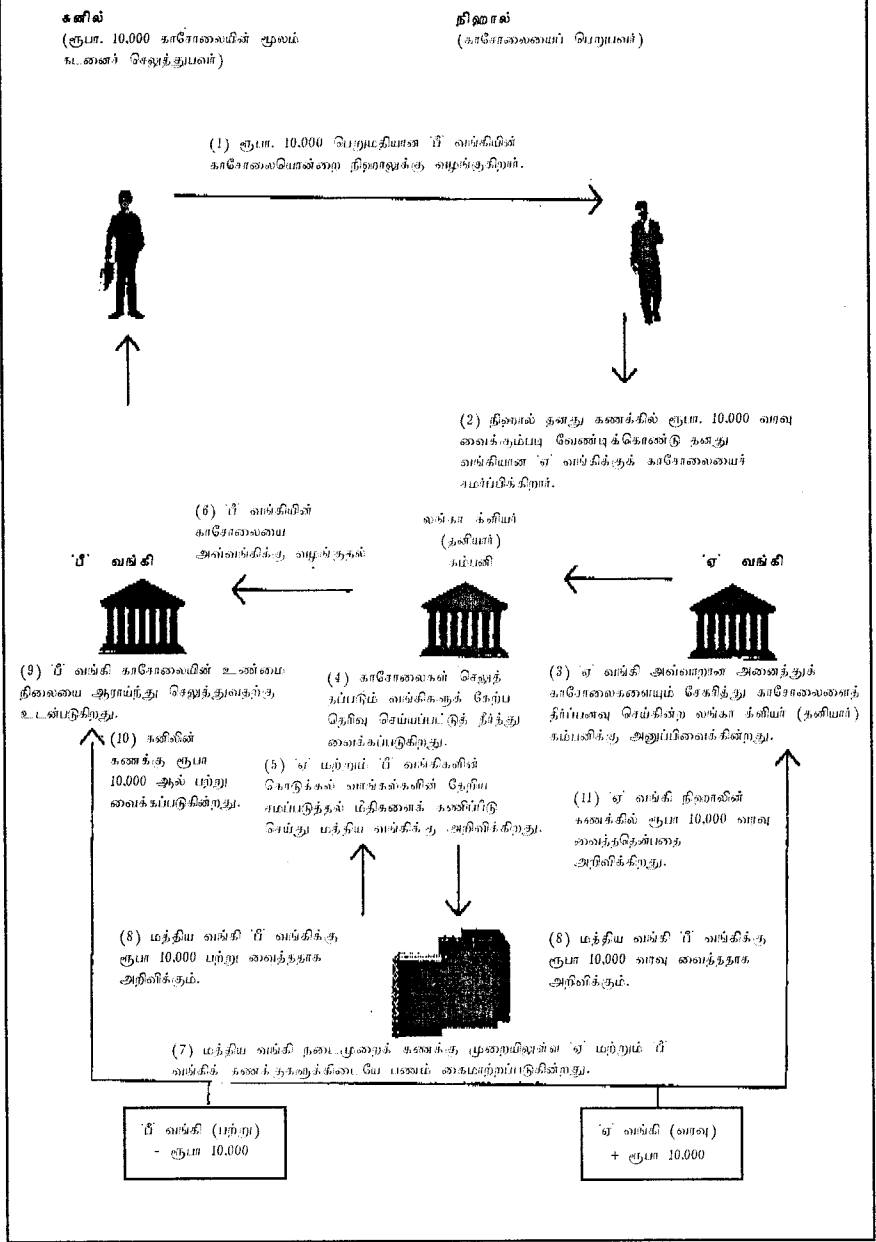 சுனில்
(ரூபா. 10,000 காசோலையின் மூலம்
கடனைச் செலுத்துபவர்)
நிஹால்
(காசோலையைப் பெறுபவர்)
(1) ரூபா. 10,000 பெறுமதியான 'பீ' வங்கியின்
காசோலையொன்றை நிஹாலுக்கு வழங்குகிறார்.
(2) நிஹால் தனது கணக்கில் ரூபா. 10,000 வரவு
வைக்கும்படி வேண்டிக்கொண்டு தனது
வங்கியான 'ஏ' வங்கிக்குக் காசோலையைச்
சமர்ப்பிக்கிறார்.
(6) 'பீ' வங்கியின்
காசோலையை
அவ்வங்கிக்கு வழங்குதல்
லங்கா க்ளியர்
(தனியார்)
கம்பனி
'பீ' வங்கி
'ஏ' வங்கி
(9) 'பீ' வங்கி காசோலையின் உண்மை
நிலையை ஆராய்ந்து செலுத்துவதற்கு
உடன்படுகிறது.
(4) காசோலைகள் செலுத்
தப்படும் வங்கிகளுக் கேற்ப
தெரிவு செய்யப்பட்டுத் தீர்த்து
வைக்கப்படுகிறது.
(3) 'ஏ' வங்கி அவ்வாறான அனைத்துக்
காசோலைகளையும் சேகரித்து காசோலைளைத்
தீர்ப்பனவு செய்கின்ற லங்கா க்ளியர் (தனியார்)
கம்பனிக்கு அனுப்பிவைக்கின்றது.
(10) சுனிலின்
கணக்கு ரூபா
10,000 ஆல் பற்று
வைக்கப்படுகின்றது.
(5) 'ஏ' மற்றும் 'பீ' வங்கிகளின்
கொடுக்கல் வாங்கல்களின் தேறிய
சமப்படுத்தல் மீதிகளைக் கணிப்பீடு
செய்து மத்திய வங்கிக்கு அறிவிக்கிறது.
(11) 'ஏ' வங்கி நிஹாலின்
கணக்கில் ரூபா 10,000 வரவு
வைத்ததென்பதை
அறிவிக்கிறது.
(8) மத்திய வங்கி 'பீ' வங்கிக்கு
ரூபா 10,000 பற்று வைத்ததாக
அறிவிக்கும்.
(8) மத்திய வங்கி 'பீ' வங்கிக்கு
ரூபா 10,000 வரவு வைத்ததாக
அறிவிக்கும்.
(7) மத்திய வங்கி நடைமுறைக் கணக்கு முறையிலுள்ள 'ஏ' மற்றும் 'பீ'
வங்கிக் கணக்குகளுக்கிடையே பணம் கைமாற்றப்படுகின்றது.
'பீ' வங்கி (பற்று)
- ரூபா 10,000
'ஏ' வங்கி (வரவு)
+ ரூபா 10,000